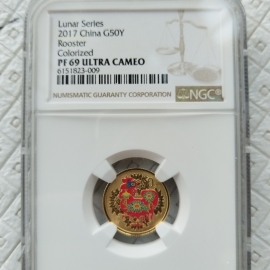 Lunar Series
2017 China G50Y
Rooster
Colorized
PF 69 ULTRA CAMEO
6151823-009
NUMISMATIC GUARANTY CORPORATION
NGC